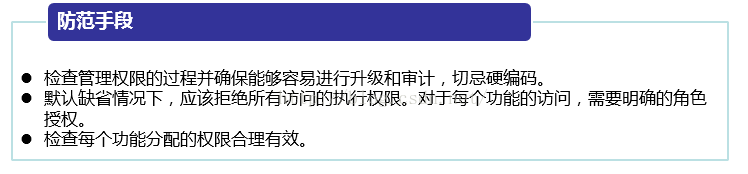 防范手段
● 检查管理权限的过程并确保能够容易进行升级和审计，切忌硬编码。
● 默认缺省情况下，应该拒绝所有访问的执行权限。对于每个功能的访问，需要明确的角色
授权。
● 检查每个功能分配的权限合理有效。